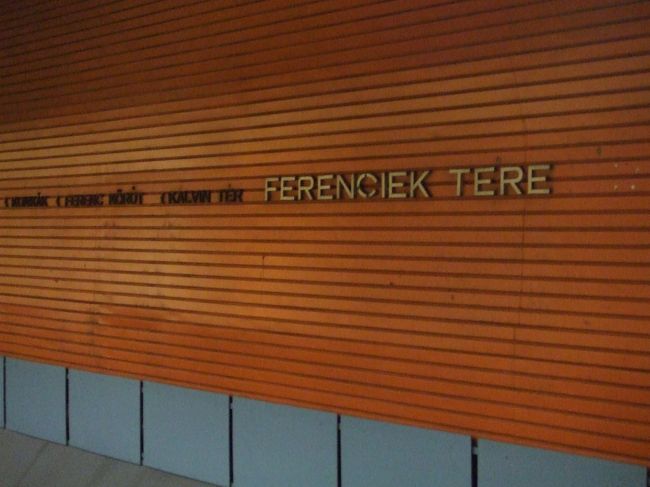 ( FERENC KÖRÚT ( KÁLVIN TÉR FERENCIEK TERE